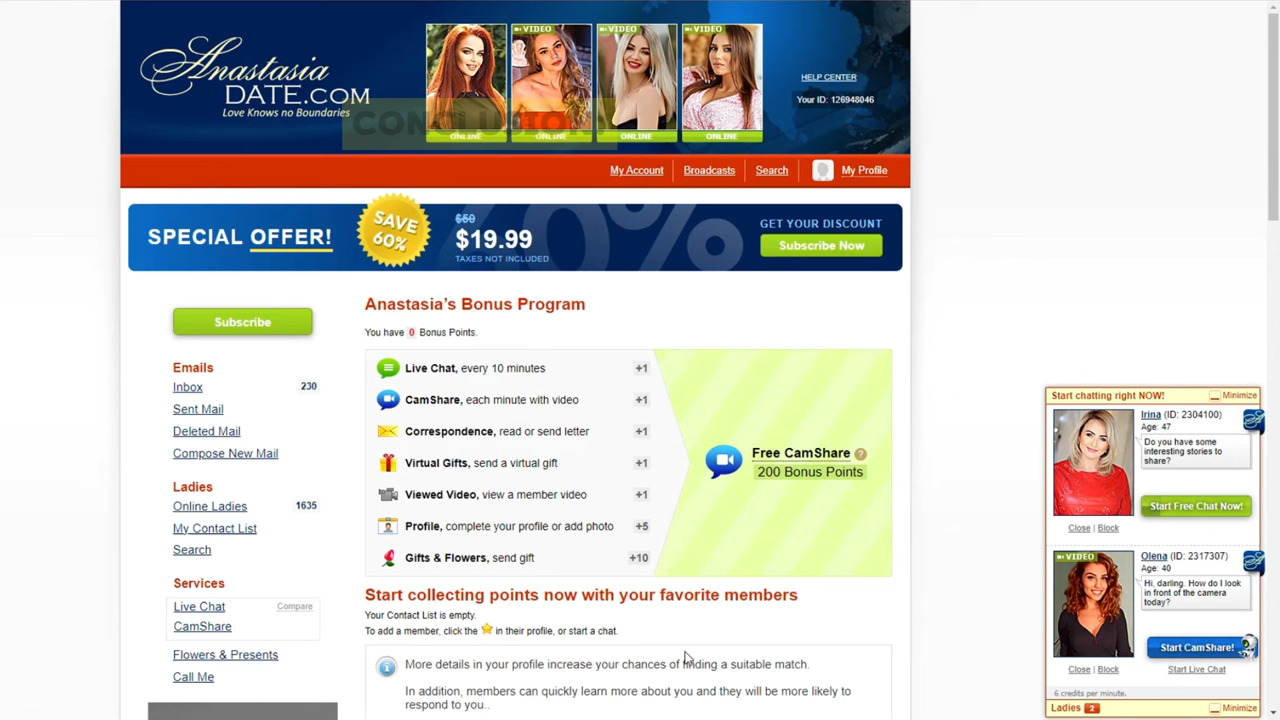 Anastasia
DATE.COM
Love Knows no Boundaries
VIDEO
VIDEO
VIDEO
ONLINE
ONLINE
ONLINE
ONLINE
HELP CENTER
Your ID: 126948046
My Account
Broadcasts
Search
My Profile
SPECIAL OFFER!
SAVE
60%
$50
$19.99
TAXES NOT INCLUDED
60%
GET YOUR DISCOUNT
Subscribe Now
Subscribe
Emails
Inbox 230
Sent Mail
Deleted Mail
Compose New Mail
Ladies
Online Ladies 1635
My Contact List
Search
Services
Live Chat Compare
CamShare
Flowers & Presents
Call Me
Anastasia's Bonus Program
You have 0 Bonus Points.
Live Chat, every 10 minutes +1
CamShare, each minute with video +1
Correspondence, read or send letter +1
Virtual Gifts, send a virtual gift +1
Viewed Video, view a member video +1
Profile, complete your profile or add photo +5
Gifts & Flowers, send gift +10
Free CamShare ?
200 Bonus Points
Start collecting points now with your favorite members
Your Contact List is empty.
To add a member, click the in their profile, or start a chat.
More details in your profile increase your chances of finding a suitable match.
In addition, members can quickly learn more about you and they will be more likely to
respond to you..
Start chatting right NOW! Minimize
Irina (ID: 2304100)
Age: 47
Do you have some
interesting stories to
share?
Start Free Chat Now!
Close | Block
VIDEO
Olena (ID: 2317307)
Age: 40
Hi, darling. How do I look
in front of the camera
today?
Start CamShare!
Close | Block
Start Live Chat
6 credits per minute.
Ladies 2 Minimize